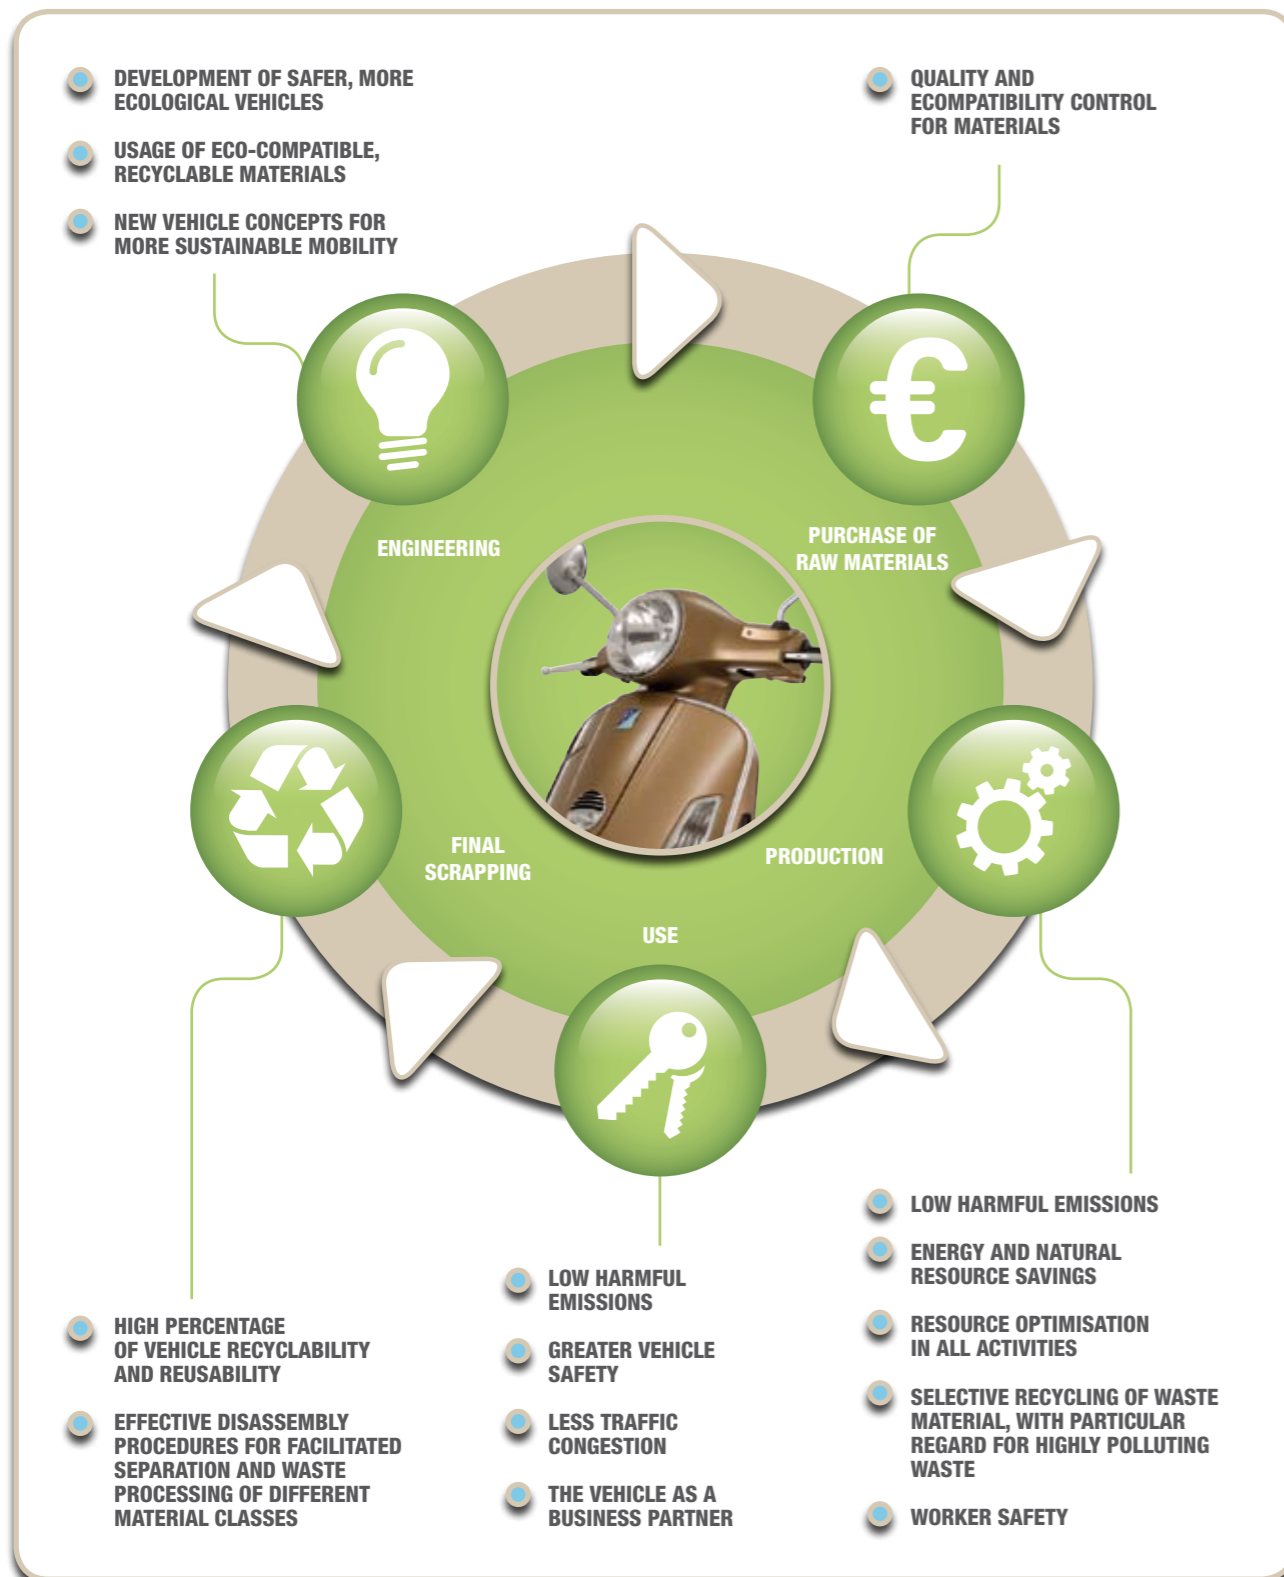 DEVELOPMENT OF SAFER, MORE
ECOLOGICAL VEHICLES
USAGE OF ECO-COMPATIBLE,
RECYCLABLE MATERIALS
NEW VEHICLE CONCEPTS FOR
MORE SUSTAINABLE MOBILITY
QUALITY AND
ECOMPATIBILITY CONTROL
FOR MATERIALS
€
ENGINEERING
PURCHASE OF
RAW MATERIALS
FINAL
SCRAPPING
PRODUCTION
USE
HIGH PERCENTAGE
OF VEHICLE RECYCLABILITY
AND REUSABILITY
EFFECTIVE DISASSEMBLY
PROCEDURES FOR FACILITATED
SEPARATION AND WASTE
PROCESSING OF DIFFERENT
MATERIAL CLASSES
LOW HARMFUL
EMISSIONS
GREATER VEHICLE
SAFETY
LESS TRAFFIC
CONGESTION
THE VEHICLE AS A
BUSINESS PARTNER
LOW HARMFUL EMISSIONS
ENERGY AND NATURAL
RESOURCE SAVINGS
RESOURCE OPTIMISATION
IN ALL ACTIVITIES
SELECTIVE RECYCLING OF WASTE
MATERIAL, WITH PARTICULAR
REGARD FOR HIGHLY POLLUTING
WASTE
WORKER SAFETY